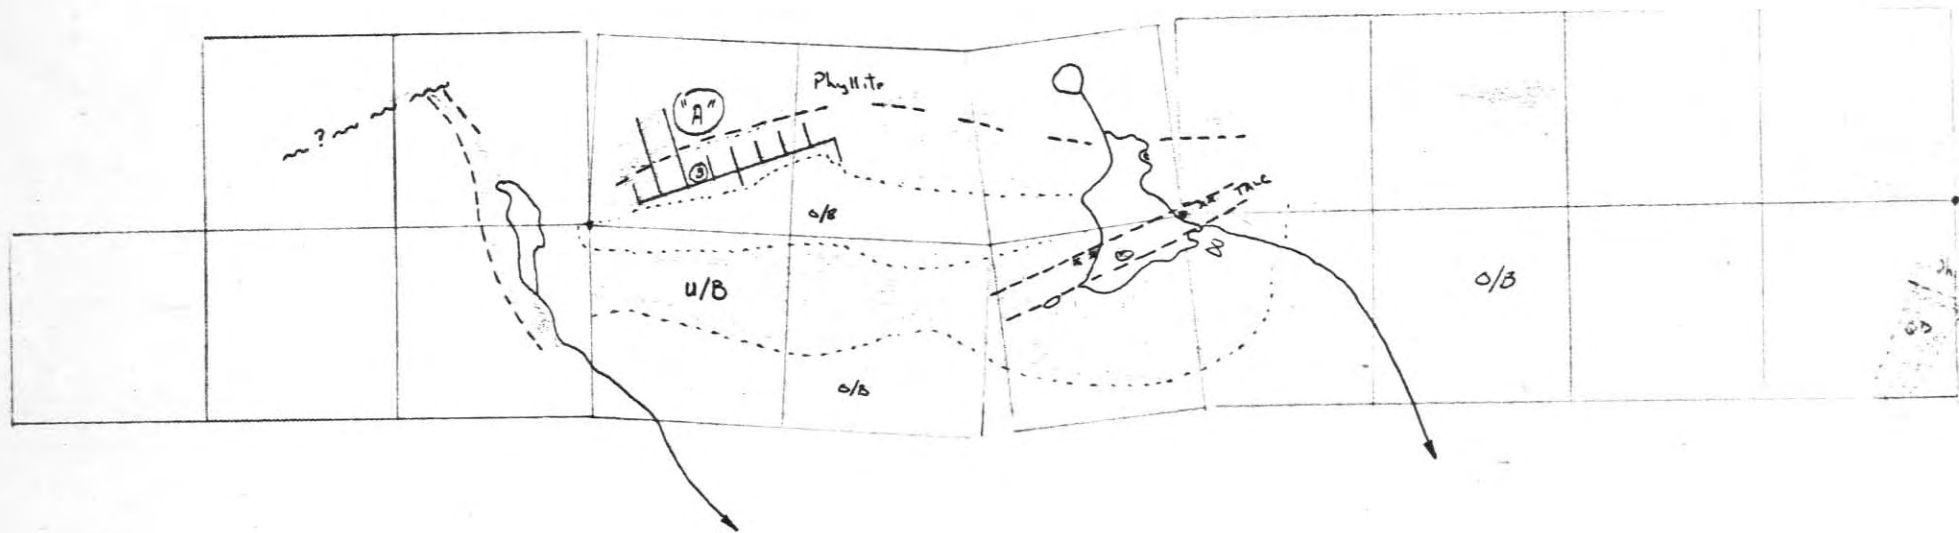 Phyllite
"A"
?
3
TALC
O/B
U/B
O/B
O/B